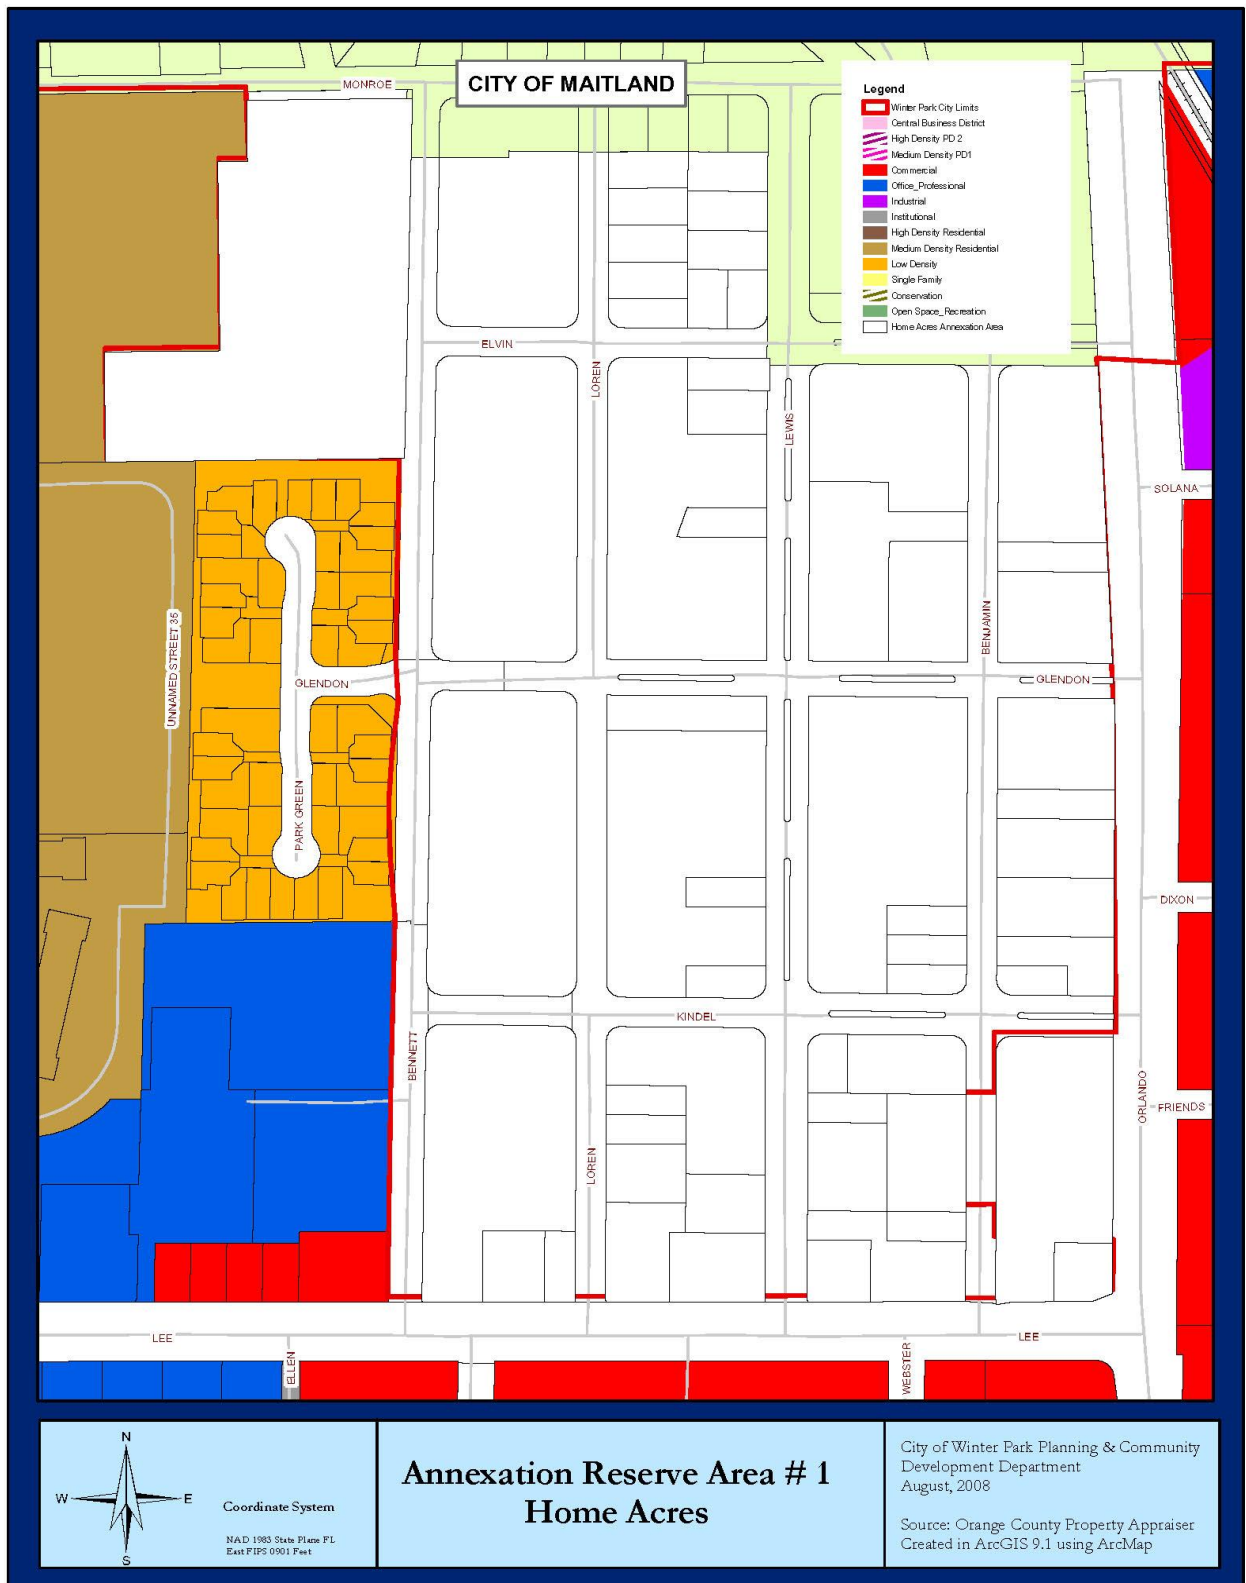 MONROE
CITY OF MAITLAND
Legend
Winter Park City Limits
Central Business District
High Density PD 2
Medium Density PD1
Commercial
Office_Professional
Industrial
Institutional
High Density Residential
Medium Density Residential
Low Density
Single Family
Conservation
Open Space_Recreation
Home Acres Annexation Area
ELVIN
LOREN
LEWIS
SOLANA
UNNAMED STREET 35
BENJAMIN
GLENDON
GLENDON
PARK GREEN
DIXON
KINDEL
BENNETT
ORLANDO
FRIENDS
LOREN
LEE
LEE
ELLEN
WEBSTER
N
W
E
S
Coordinate System
NAD 1983 State Plane FL
East FIPS 0901 Feet
Annexation Reserve Area # 1
Home Acres
City of Winter Park Planning & Community
Development Department
August, 2008
Source: Orange County Property Appraiser
Created in ArcGIS 9.1 using ArcMap